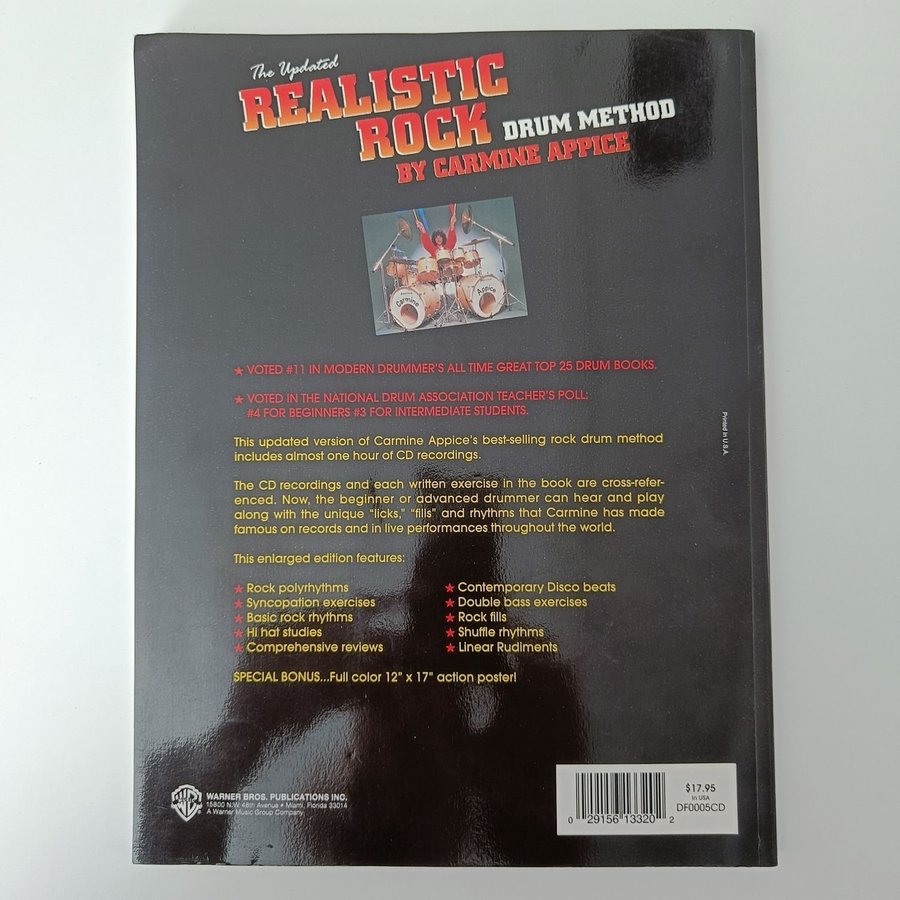 The Updated
REALISTIC
ROCK DRUM METHOD
BY CARMINE APPICE
Carmine
Appice
★ VOTED #11 IN MODERN DRUMMER'S ALL TIME GREAT TOP 25 DRUM BOOKS.
★ VOTED IN THE NATIONAL DRUM ASSOCIATION TEACHER'S POLL:
#4 FOR BEGINNERS #3 FOR INTERMEDIATE STUDENTS.
This updated version of Carmine Appice's best-selling rock drum method
includes almost one hour of CD recordings.
The CD recordings and each written exercise in the book are cross-refer-
enced. Now, the beginner or advanced drummer can hear and play
along with the unique "licks," "fills" and rhythms that Carmine has made
famous on records and in live performances throughout the world.
This enlarged edition features:
★ Rock polyrhythms
★ Syncopation exercises
★ Basic rock rhythms
★ Hi hat studies
★ Comprehensive reviews
★ Contemporary Disco beats
★ Double bass exercises
★ Rock fills
★ Shuffle rhythms
★ Linear Rudiments
SPECIAL BONUS...Full color 12" x 17" action poster!
Printed in U.S.A.
WB
WARNER BROS. PUBLICATIONS INC.
15800 N.W. 48th Avenue • Miami, Florida 33014
A Warner Music Group Company
0 29156 13320 2
$17.95
in USA
DF0005CD